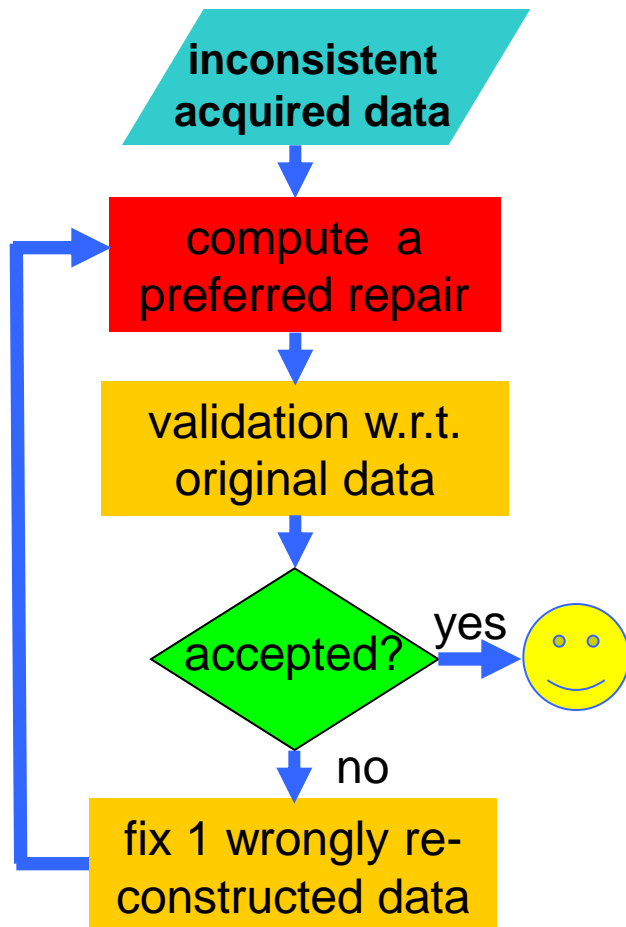 inconsistent
acquired data
compute a
preferred repair
validation w.r.t.
original data
accepted?
yes
no
fix 1 wrongly re-
constructed data